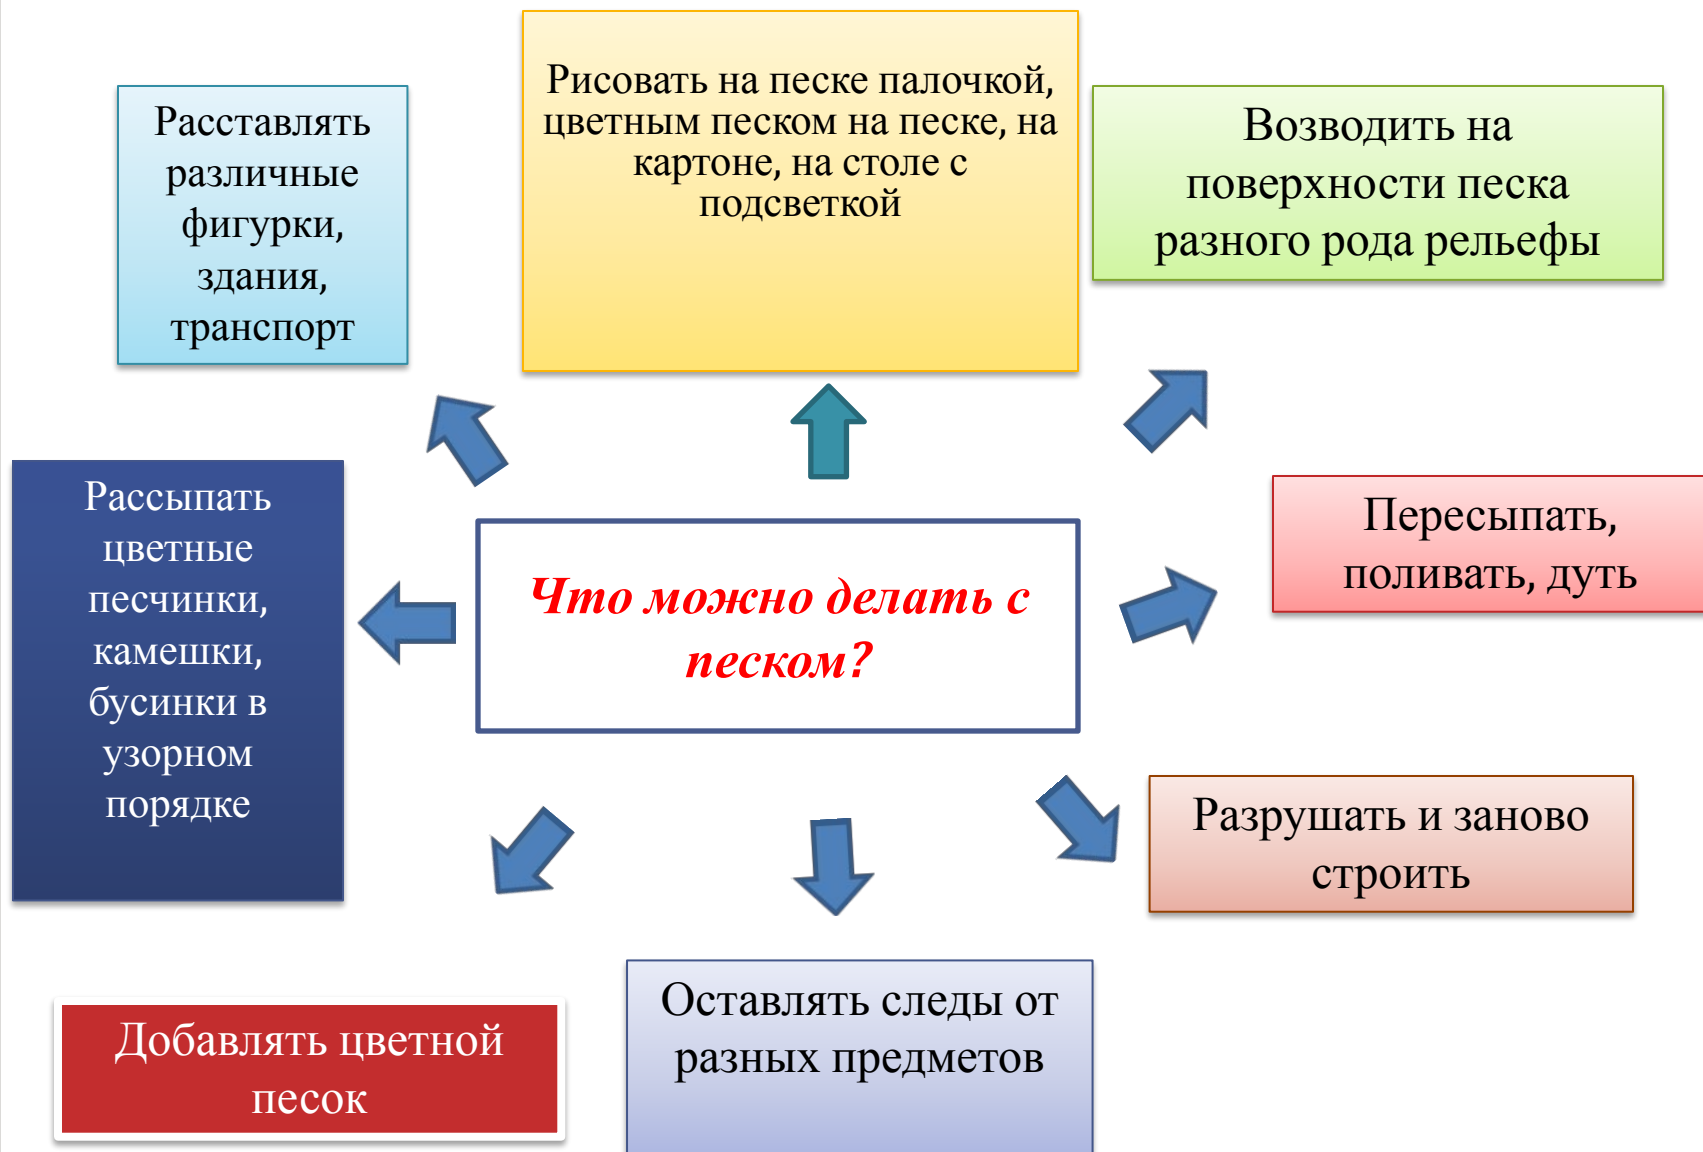 Рисовать на песке палочкой,
цветным песком на песке, на
картоне, на столе с
подсветкой
Расставлять
различные
фигурки,
здания,
транспорт
Возводить на
поверхности песка
разного рода рельефы
Рассыпать
цветные
песчинки,
камешки,
бусинки в
узорном
порядке
Что можно делать с
песком?
Пересыпать,
поливать, дуть
Разрушать и заново
строить
Оставлять следы от
разных предметов
Добавлять цветной
песок